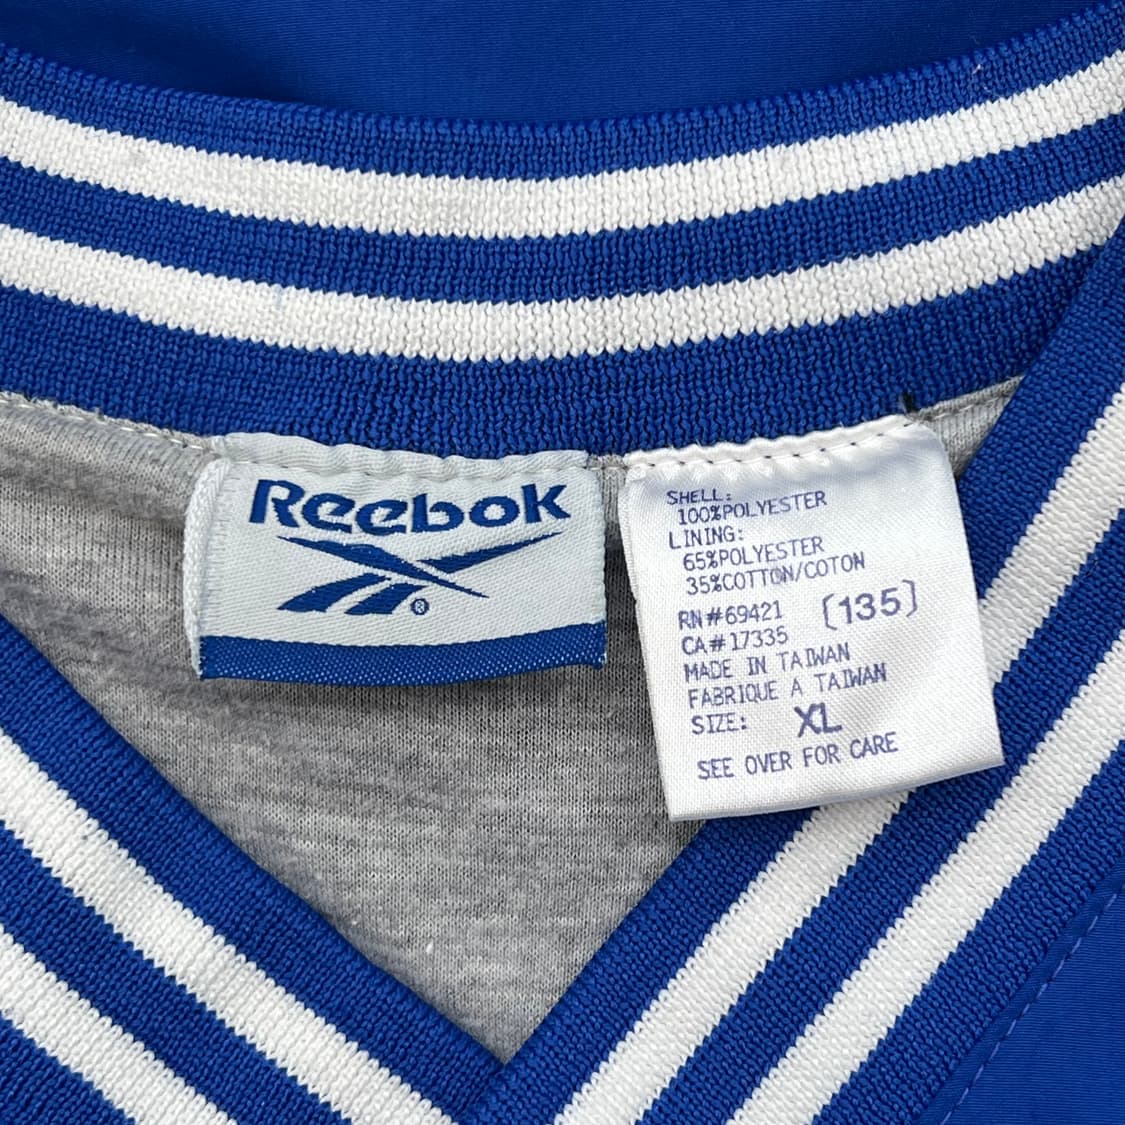 Reebok
®
SHELL:
100%POLYESTER
LINING:
65%POLYESTER
35%COTTON/COTON
RN#69421 [135]
CA#17335
MADE IN TAIWAN
FABRIQUE A TAIWAN
SIZE: XL
SEE OVER FOR CARE